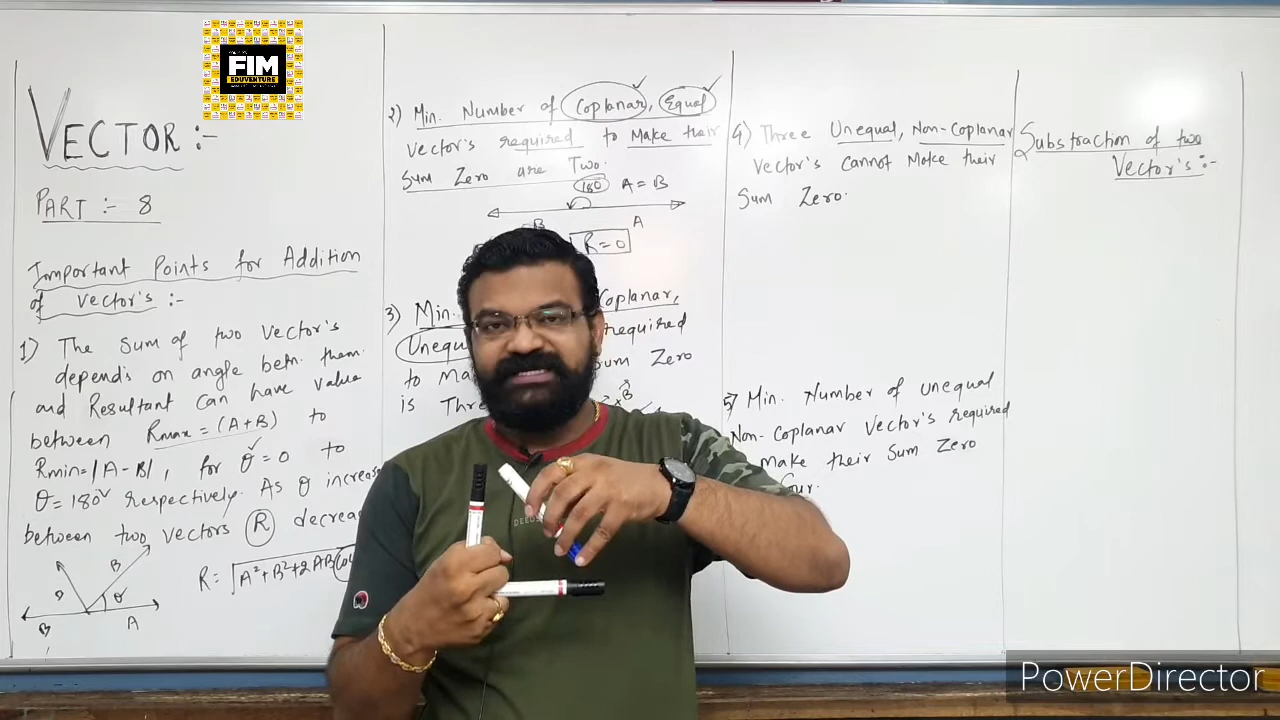 FIM
EDUVENTURE
VECTOR :-
PART :- 8
Important Points for Addition
of Vector's :-
1) The Sum of two Vector's
depends on angle betn. them.
and Resultant can have value
between Rmax = (A+B) to
Rmin = |A-B|, for θ = 0 to
θ = 180° respectively. As θ increase
between two vectors R decrea
R = √A²+B²+2AB
B
θ
θ
B
A
2) Min. Number of Coplanar, Equal
Vector's required to Make their
Sum Zero are Two.
180 A = B
B A
R = 0
3) Min. Coplanar,
Unequ required
to Ma Sum Zero
is Thre
B
4) Three Unequal, Non-Coplanar
Vector's Cannot Make their
Sum Zero.
5) Min. Number of unequal
Non-Coplanar Vector's required
Make their Sum Zero
Four.
Substraction of two
Vector's :-
PowerDirector